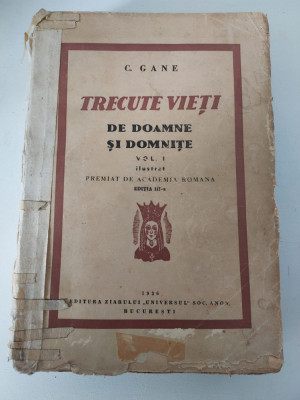 C. GANE
TRECUTE VIEȚI
DE DOAMNE
ȘI DOMNIȚE
VOL. I
ilustrat
PREMIAT DE ACADEMIA ROMANA
EDIȚIA III-a
EDITURA ZIARULUI „UNIVERSUL" SOC. ANON.
BUCUREȘTI